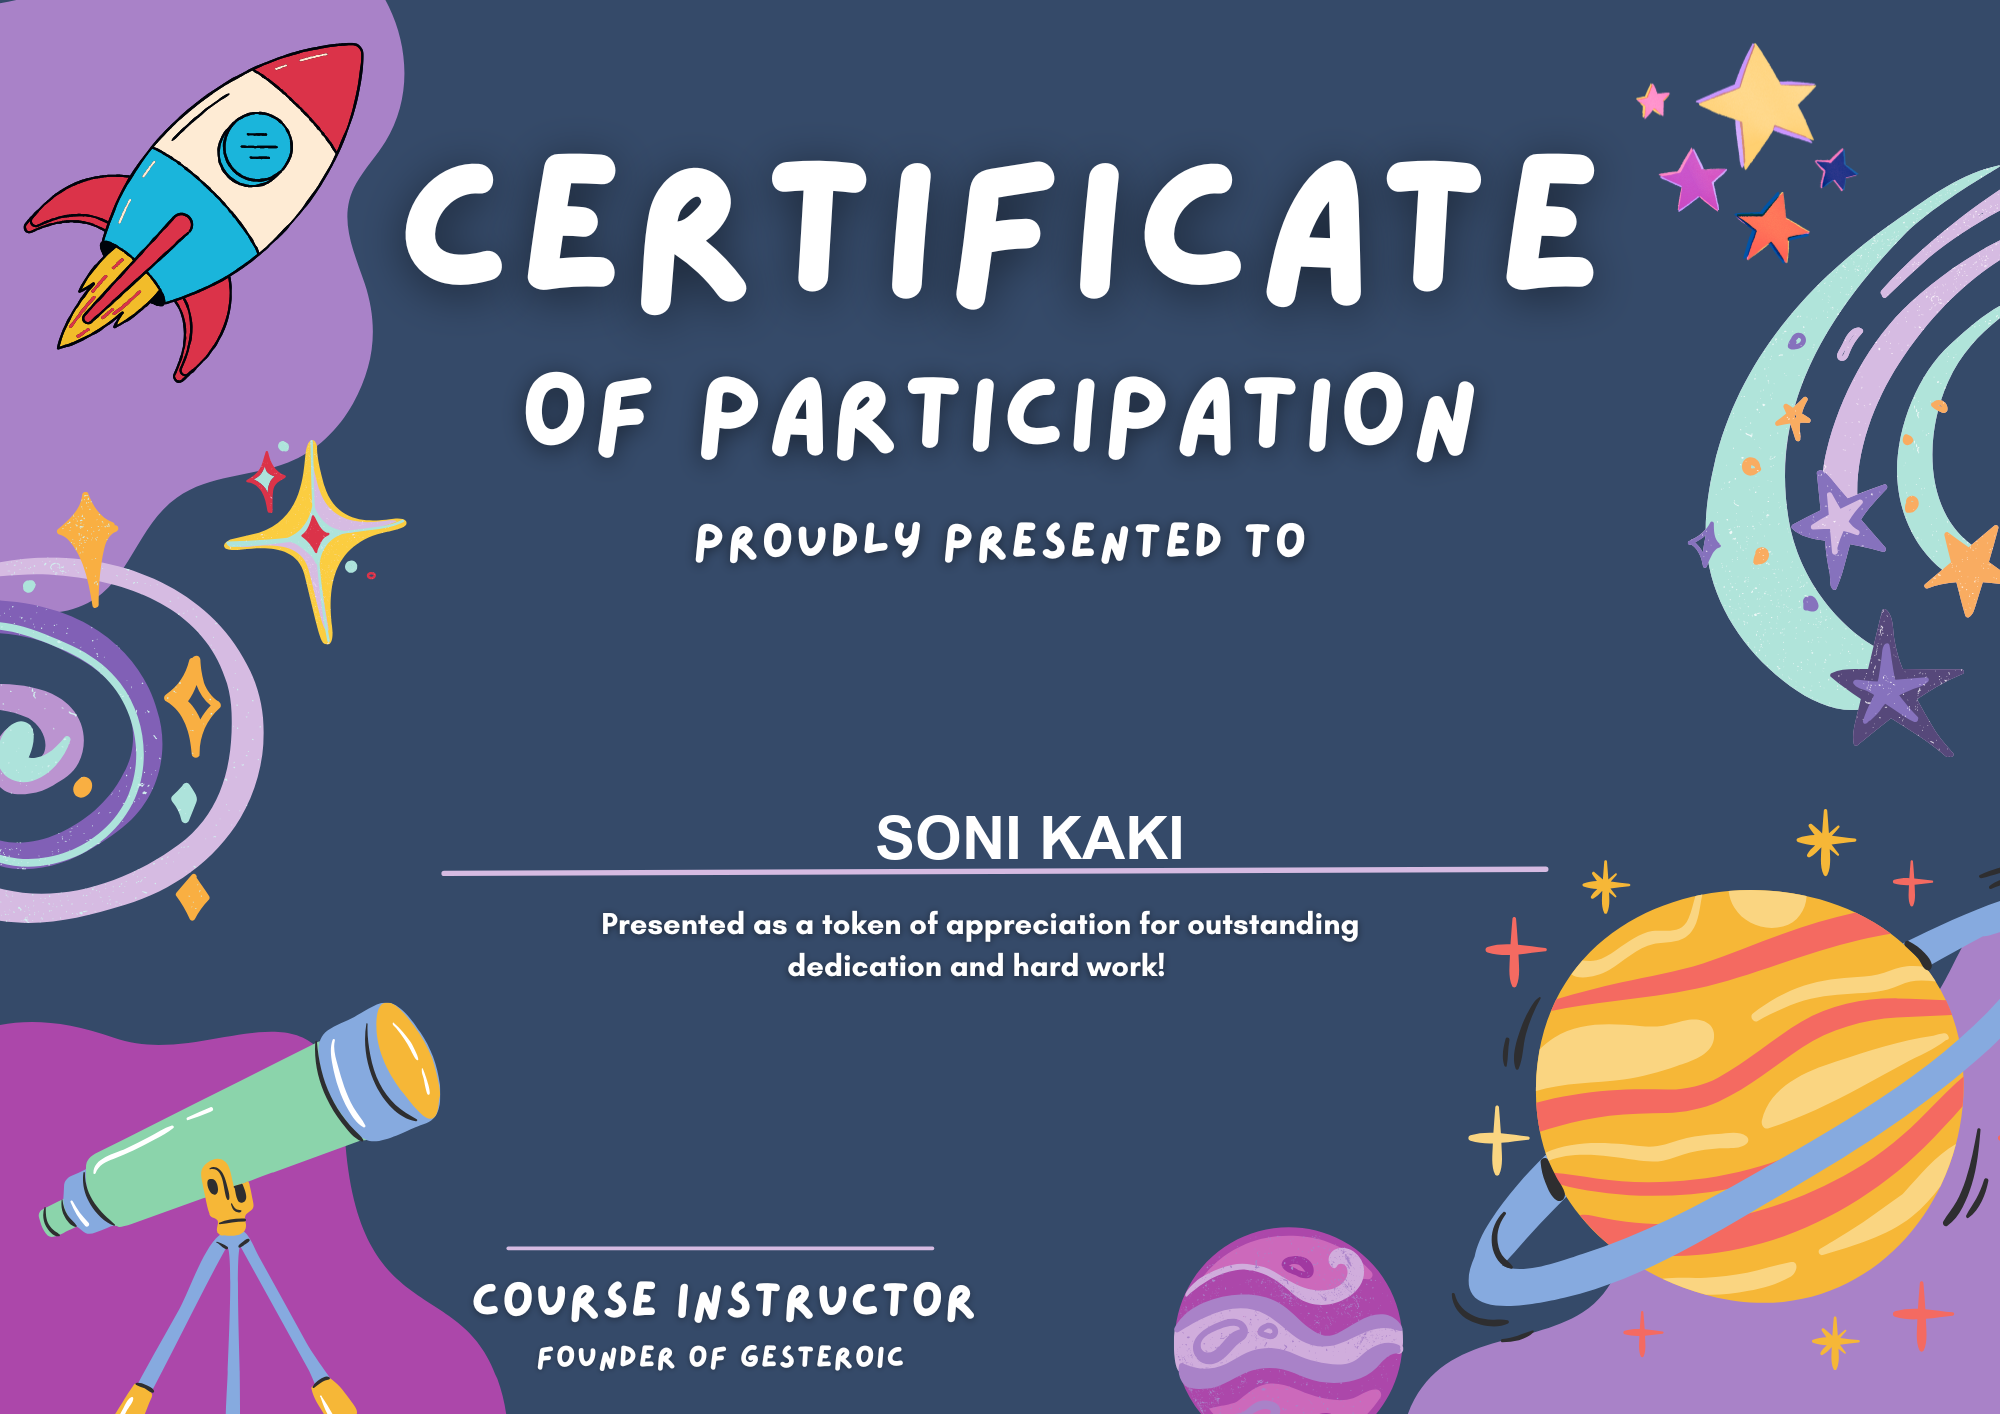 CERTIFICATE
OF PARTICIPATION
PROUDLY PRESENTED TO
SONI KAKI
Presented as a token of appreciation for outstanding
dedication and hard work!
COURSE INSTRUCTOR
FOUNDER OF GESTEROIC